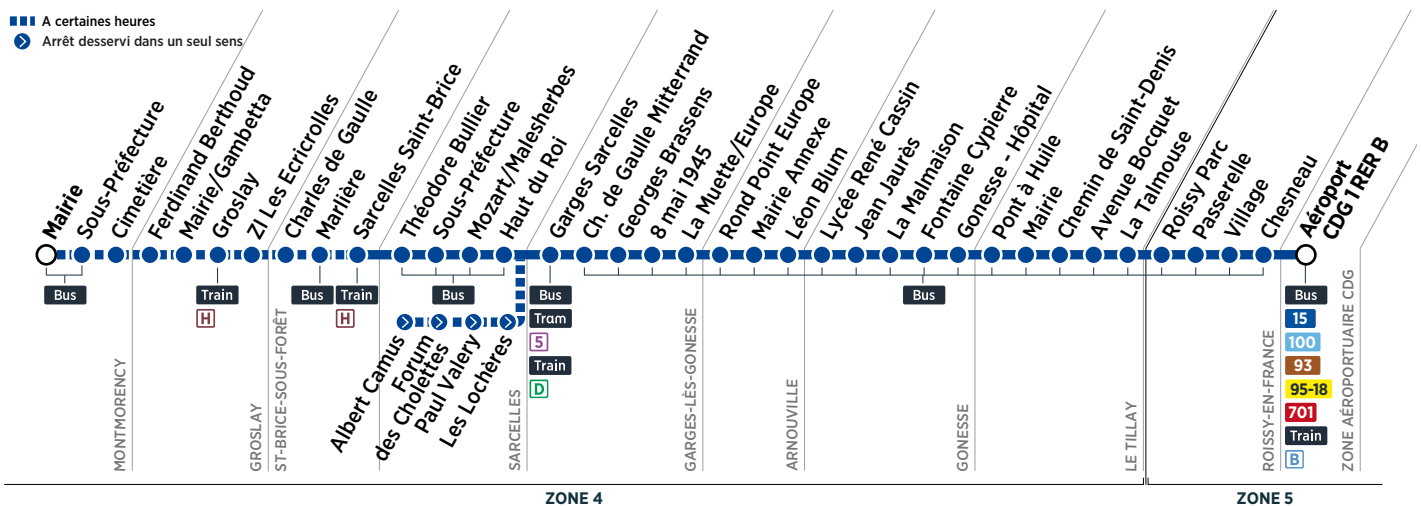 A certaines heures
Arrêt desservi dans un seul sens
Mairie
Sous-Préfecture
Cimetière
Ferdinand Berthoud
Mairie/Gambetta
Groslay
ZI Les Ecricrolles
Charles de Gaulle
Marlière
Sarcelles Saint-Brice
Théodore Bullier
Sous-Préfecture
Mozart/Malesherbes
Haut du Roi
Garges Sarcelles
Ch. de Gaulle Mitterrand
Georges Brassens
8 mai 1945
La Muette/Europe
Rond Point Europe
Mairie Annexe
Léon Blum
Lycée René Cassin
Jean Jaurès
La Malmaison
Fontaine Cypierre
Gonesse - Hôpital
Pont à Huile
Mairie
Chemin de Saint-Denis
Avenue Bocquet
La Talmouse
Roissy Parc
Passerelle
Village
Chesneau
Aéroport
CDG 1 RER B
Bus
Train
H
Bus
Train
H
Bus
Bus
Tram
5
Train
D
Bus
Bus
15
100
93
95-18
701
Train
B
Albert Camus
Forum
des Cholettes
Paul Valery
Les Lochères
MONTMORENCY
GROSLAY
ST-BRICE-SOUS-FORÊT
SARCELLES
GARGES-LÈS-GONESSE
ARNOUVILLE
GONESSE
LE TILLAY
ROISSY-EN-FRANCE
ZONE AÉROPORTUAIRE CDG
ZONE 4
ZONE 5